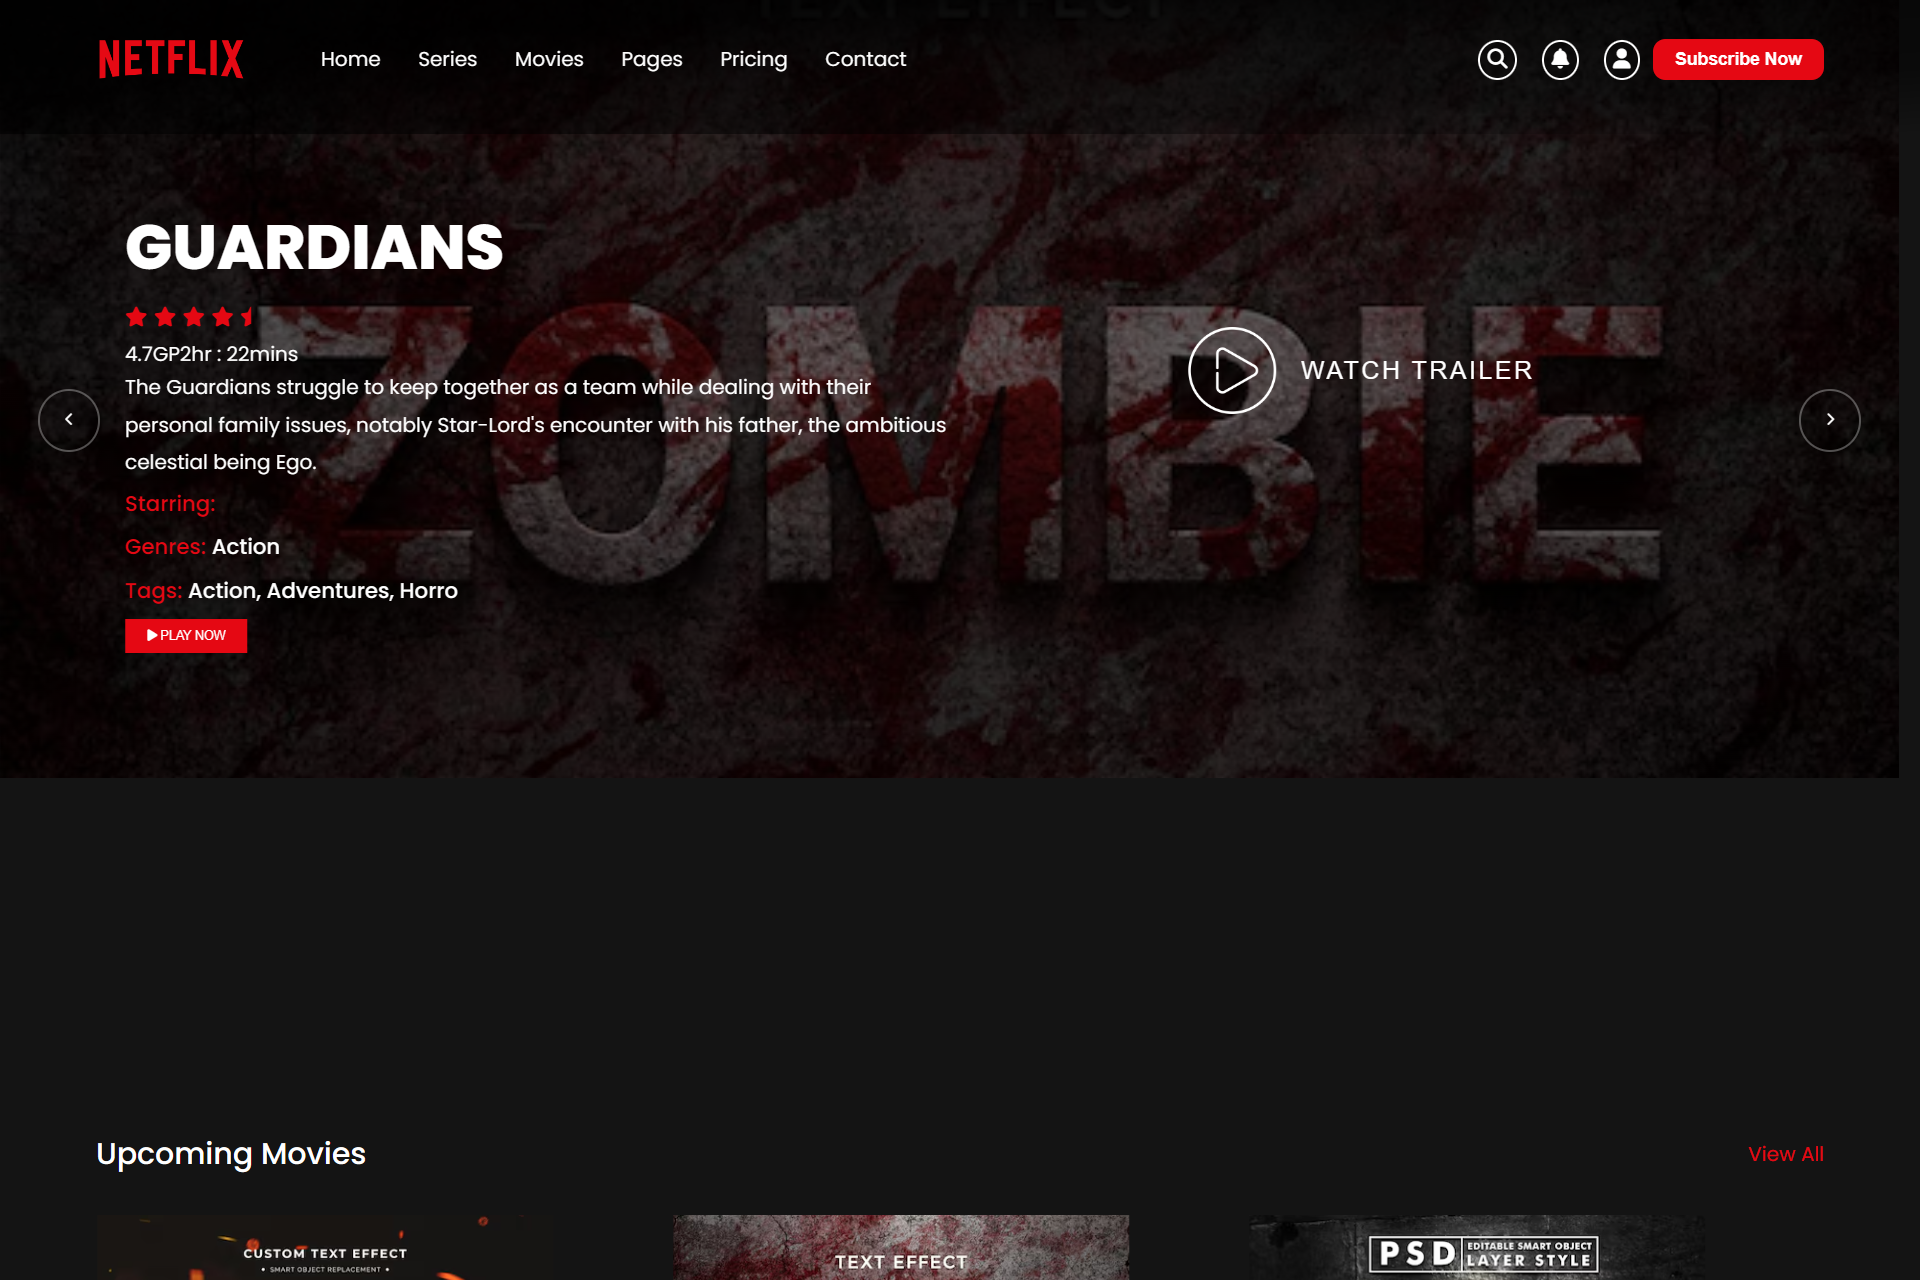 TEXT EFFECT
NETFLIX
Home
Series
Movies
Pages
Pricing
Contact
Subscribe Now
GUARDIANS
ZOMBIE
4.7GP2hr : 22mins
The Guardians struggle to keep together as a team while dealing with their
personal family issues, notably Star-Lord's encounter with his father, the ambitious
celestial being Ego.
WATCH TRAILER
Starring:
Genres: Action
Tags: Action, Adventures, Horro
PLAY NOW
Upcoming Movies
View All
CUSTOM TEXT EFFECT
• SMART OBJECT REPLACEMENT •
TEXT EFFECT
PSD
EDITABLE SMART OBJECT
LAYER STYLE